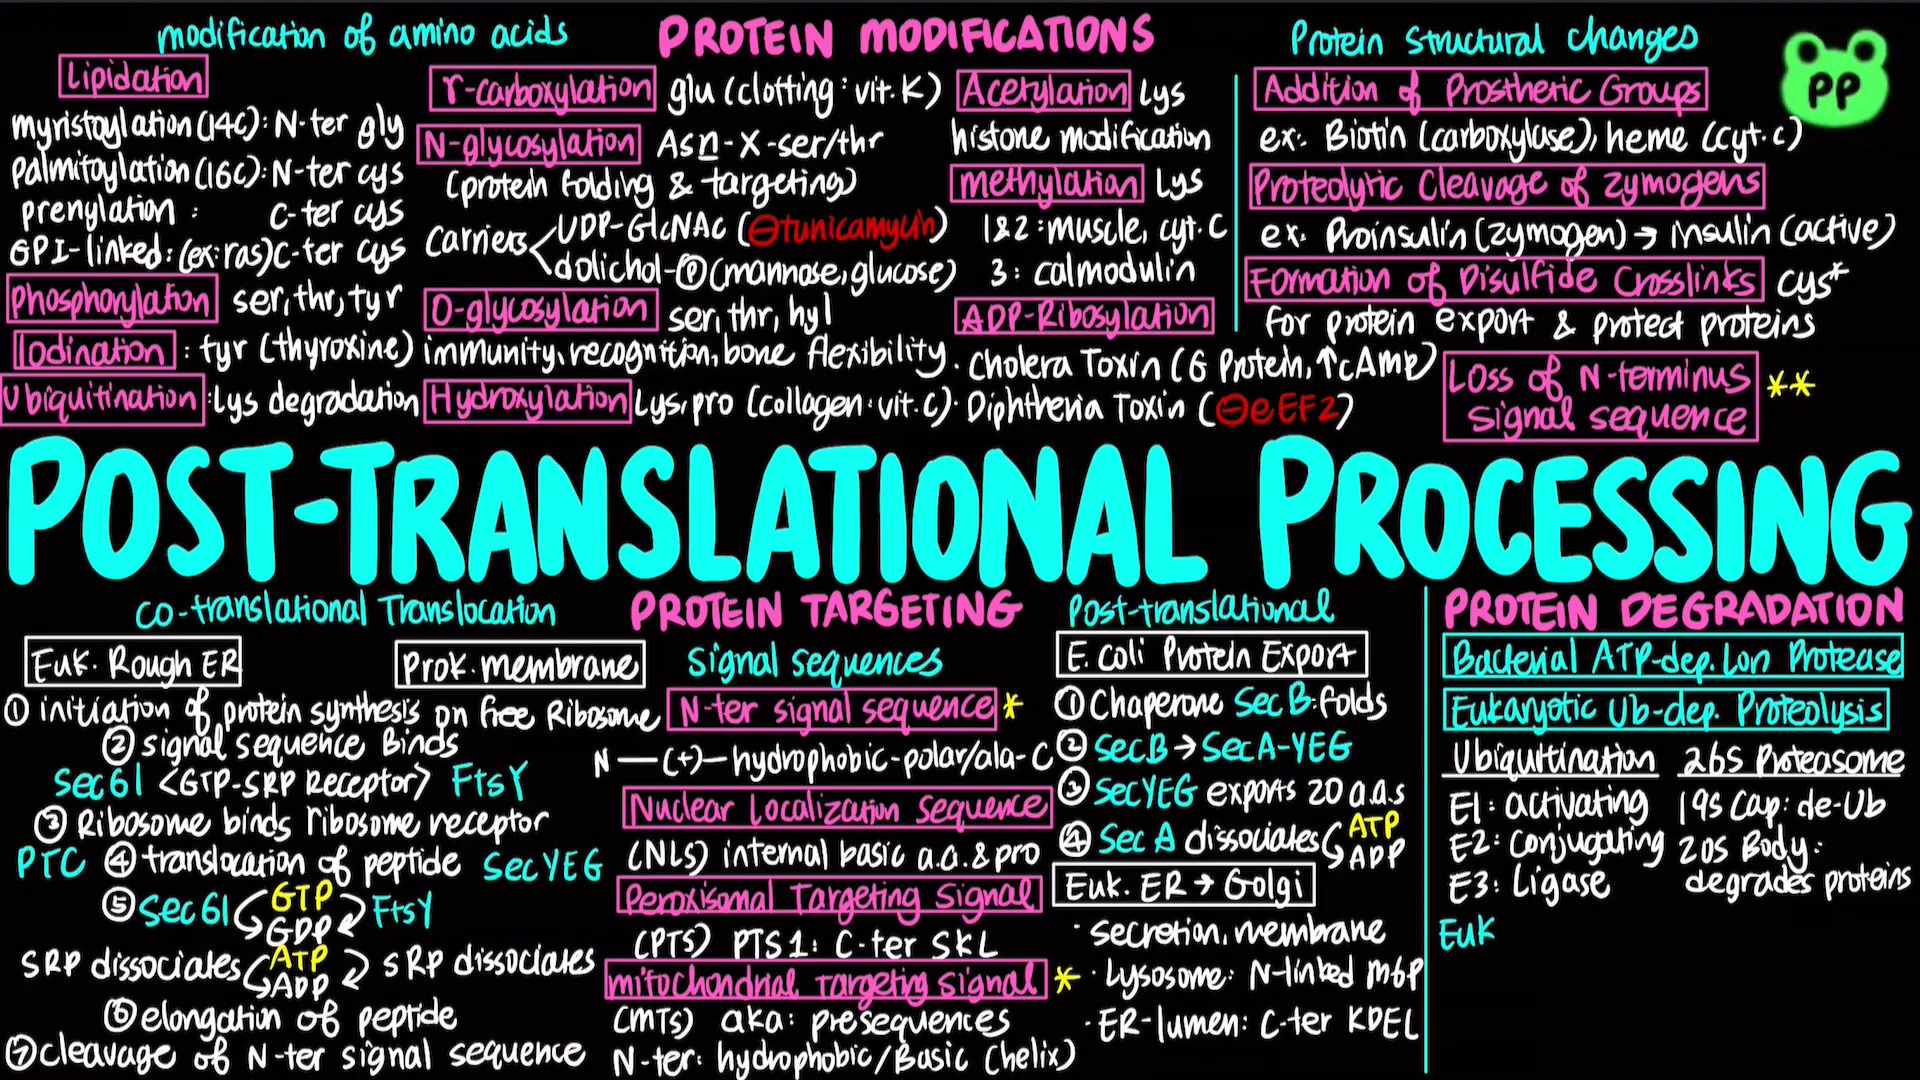 modification of amino acids
PROTEIN MODIFICATIONS
Protein structural changes
PP
Lipidation
myristoylation (14C): N-ter gly
palmitoylation (16C): N-ter cys
prenylation : C-ter cys
GPI-linked: (ex: ras) C-ter cys
Phosphorylation ser, thr, tyr
Iodination : tyr (thyroxine)
Ubiquitination : Lys degradation
γ-carboxylation glu (clotting: vit. K)
N-glycosylation Asn-X-ser/thr
(protein folding & targeting)
Carriers UDP-GlcNAc (⊖tunicamycin)
dolichol-Ⓟ (mannose, glucose)
O-glycosylation ser, thr, hyl
immunity, recognition, bone flexibility
Hydroxylation Lys, pro (collagen: vit. C)
Acetylation Lys
histone modification
methylation Lys
1&2: muscle, cyt. C
3: calmodulin
ADP-Ribosylation
· Cholera Toxin (G Protein, ↑cAMP)
· Diphtheria Toxin (⊖eEF2)
Addition of Prosthetic Groups
ex: Biotin (carboxylase), heme (cyt. c)
Proteolytic Cleavage of zymogens
ex: Proinsulin (zymogen) → insulin (active)
Formation of Disulfide Crosslinks cys*
for protein export & protect proteins
Loss of N-terminus **
signal sequence
POST-TRANSLATIONAL PROCESSING
co-translational Translocation
Euk. Rough ER Prok. membrane
① initiation of protein synthesis on free Ribosome
② signal sequence Binds
Sec61 <GTP-SRP Receptor> FtsY
③ Ribosome binds ribosome receptor
PTC ④ translocation of peptide SecYEG
⑤ Sec61 GTP FtsY
GDP
SRP dissociates ATP SRP dissociates
ADP
⑥ elongation of peptide
⑦ cleavage of N-ter signal sequence
PROTEIN TARGETING
signal sequences
N-ter signal sequence *
N—(+)—hydrophobic-polar/ala-C
Nuclear Localization Sequence
(NLS) internal basic a.a. & pro
Peroxisomal Targeting Signal
(PTS) PTS1: C-ter SKL
mitochondrial Targeting signal *
(MTS) aka: presequences
N-ter: hydrophobic/Basic (helix)
Post-translational
E. coli Protein Export
① Chaperone SecB: folds
② SecB → SecA-YEG
③ SecYEG exports 20 a.a.s
④ Sec A dissociates ATP
ADP
Euk. ER → Golgi
· secretion, membrane
· Lysosome: N-linked M6P
· ER-lumen: C-ter KDEL
PROTEIN DEGRADATION
Bacterial ATP-dep. Lon Protease
Eukaryotic Ub-dep. Proteolysis
Ubiquitination
E1: activating
E2: Conjugating
E3: Ligase
26S Proteasome
19S Cap: de-Ub
20S Body:
degrades proteins
Euk